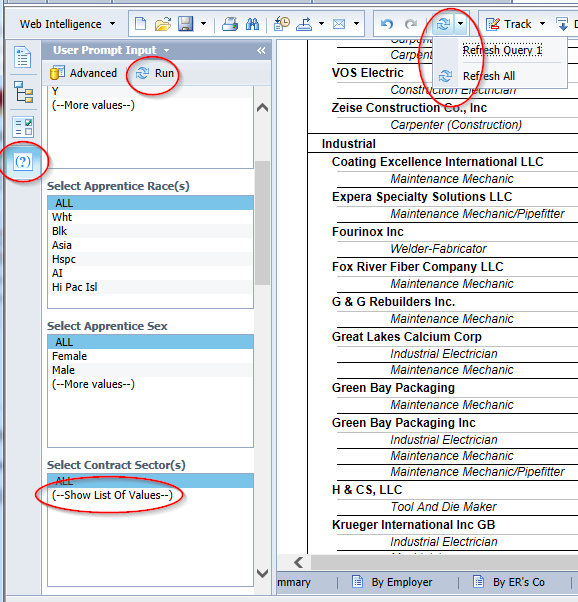 Web Intelligence
Track
User Prompt Input
Advanced
Run
Y
(--More values--)
Select Apprentice Race(s)
ALL
Wht
Blk
Asia
Hspc
AI
Hi Pac Isl
Select Apprentice Sex
ALL
Female
Male
(--More values--)
Select Contract Sector(s)
ALL
(--Show List Of Values--)
Refresh Query 1
Refresh All
VOS Electric
Construction Electrician
Zeise Construction Co., Inc
Carpenter (Construction)
Industrial
Coating Excellence International LLC
Maintenance Mechanic
Expera Specialty Solutions LLC
Maintenance Mechanic/Pipefitter
Fourinox Inc
Welder-Fabricator
Fox River Fiber Company LLC
Maintenance Mechanic
G & G Rebuilders Inc.
Maintenance Mechanic
Great Lakes Calcium Corp
Industrial Electrician
Maintenance Mechanic
Green Bay Packaging
Maintenance Mechanic
Green Bay Packaging Inc
Industrial Electrician
Maintenance Mechanic
Maintenance Mechanic/Pipefitter
H & CS, LLC
Tool And Die Maker
Krueger International Inc GB
Industrial Electrician
mmary
By Employer
By ER's Co